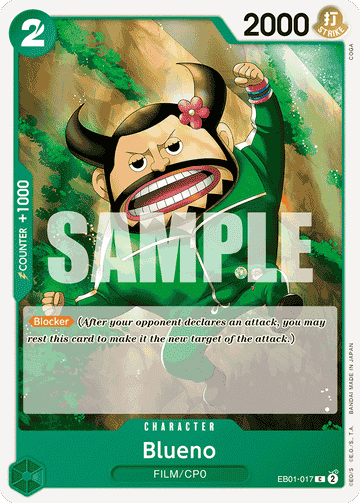 2
2000
打
STRIKE
COUNTER +1000
SAMPLE
Blocker (After your opponent declares an attack, you may
rest this card to make it the new target of the attack.)
CHARACTER
Blueno
FILM/CP0
EB01-017 C 2
COGA
©E.O/S., ©E.O./S., T.A. BANDAI MADE IN JAPAN